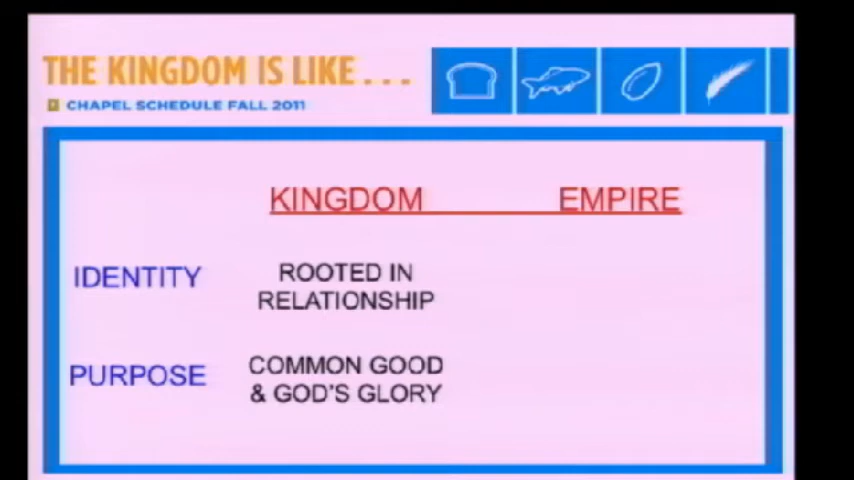 THE KINGDOM IS LIKE...
CHAPEL SCHEDULE FALL 2011
KINGDOM EMPIRE
IDENTITY
ROOTED IN
RELATIONSHIP
PURPOSE
COMMON GOOD
& GOD'S GLORY